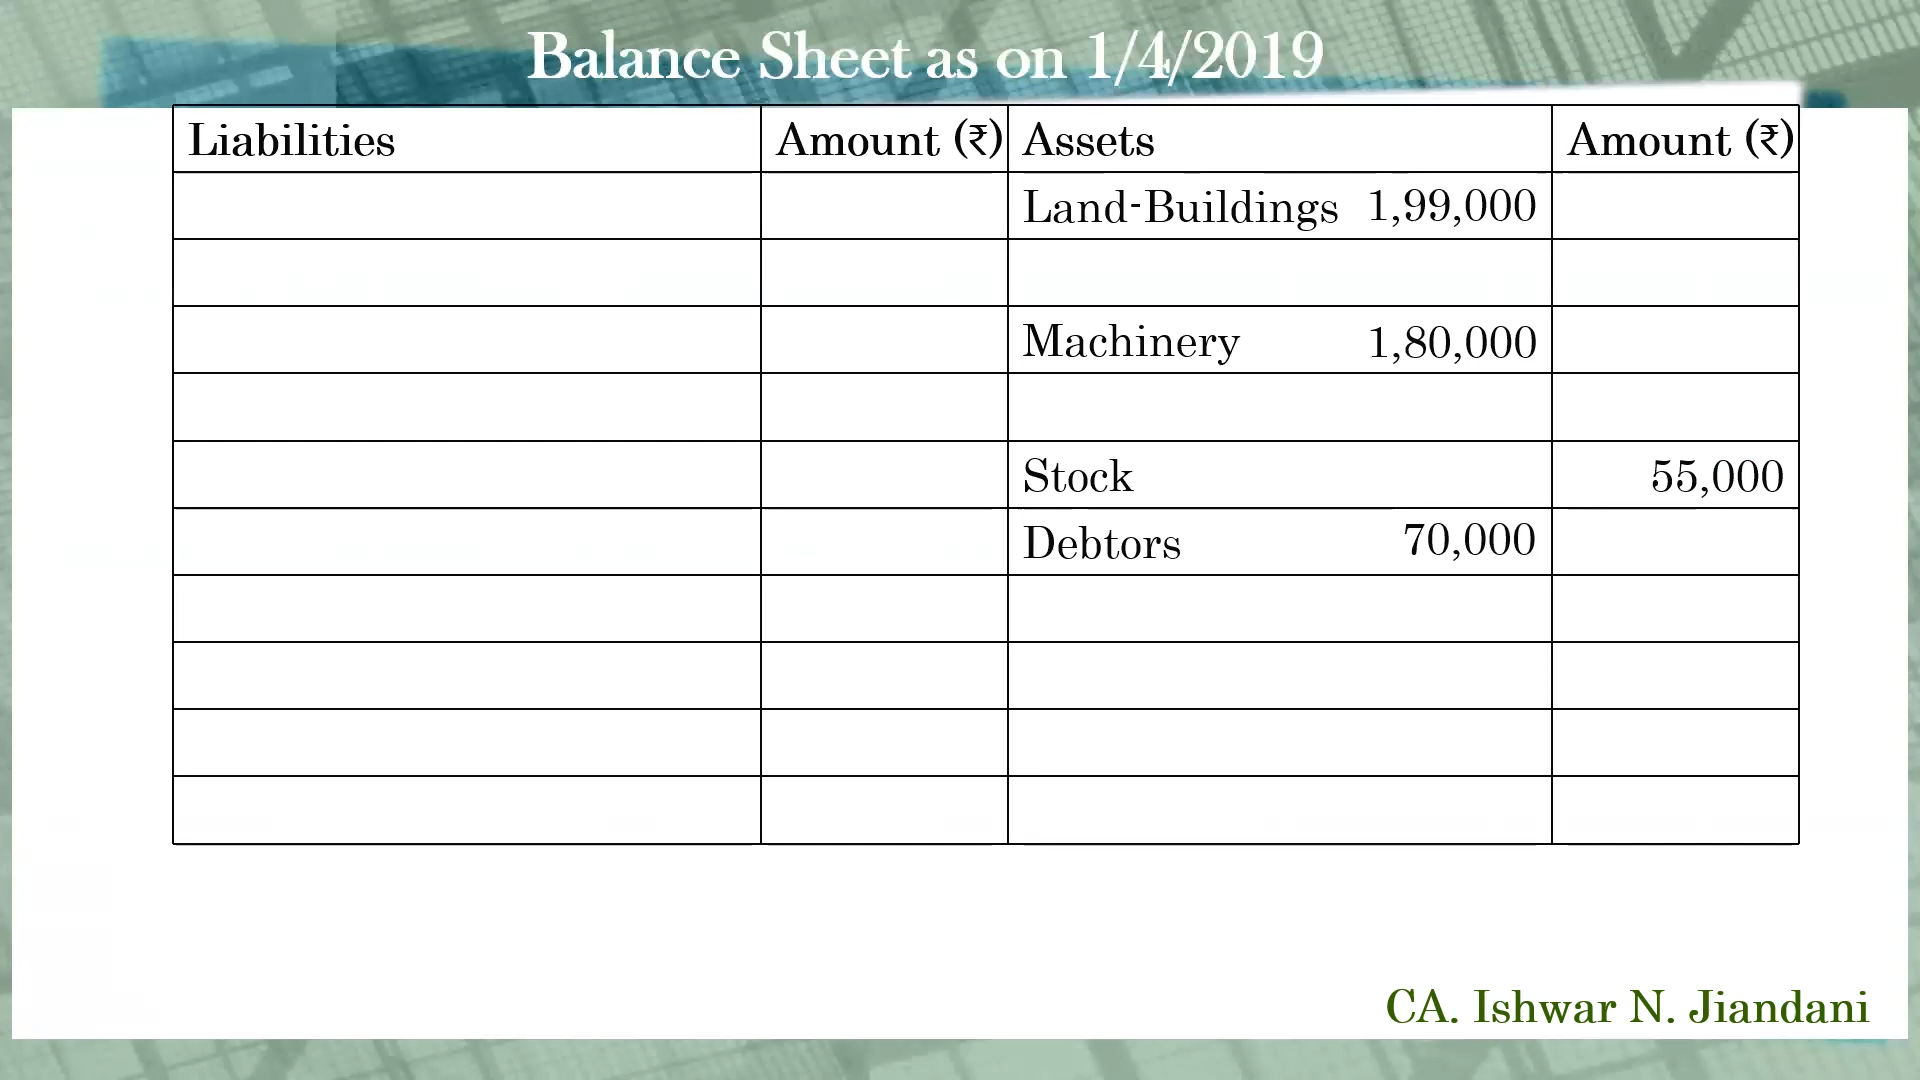 Balance Sheet as on 1/4/2019
Liabilities Amount (₹) Assets Amount (₹)
Land-Buildings 1,99,000
Machinery 1,80,000
Stock 55,000
Debtors 70,000
CA. Ishwar N. Jiandani